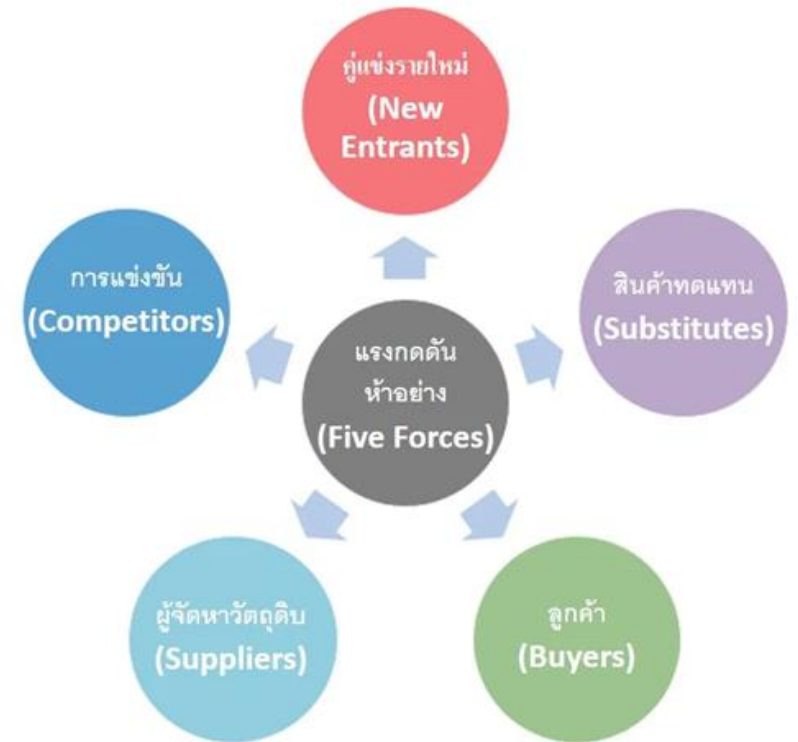 คู่แข่งรายใหม่
(New
Entrants)
การแข่งขัน
(Competitors)
สินค้าทดแทน
(Substitutes)
แรงกดดัน
ห้าอย่าง
(Five Forces)
ผู้จัดหาวัตถุดิบ
(Suppliers)
ลูกค้า
(Buyers)